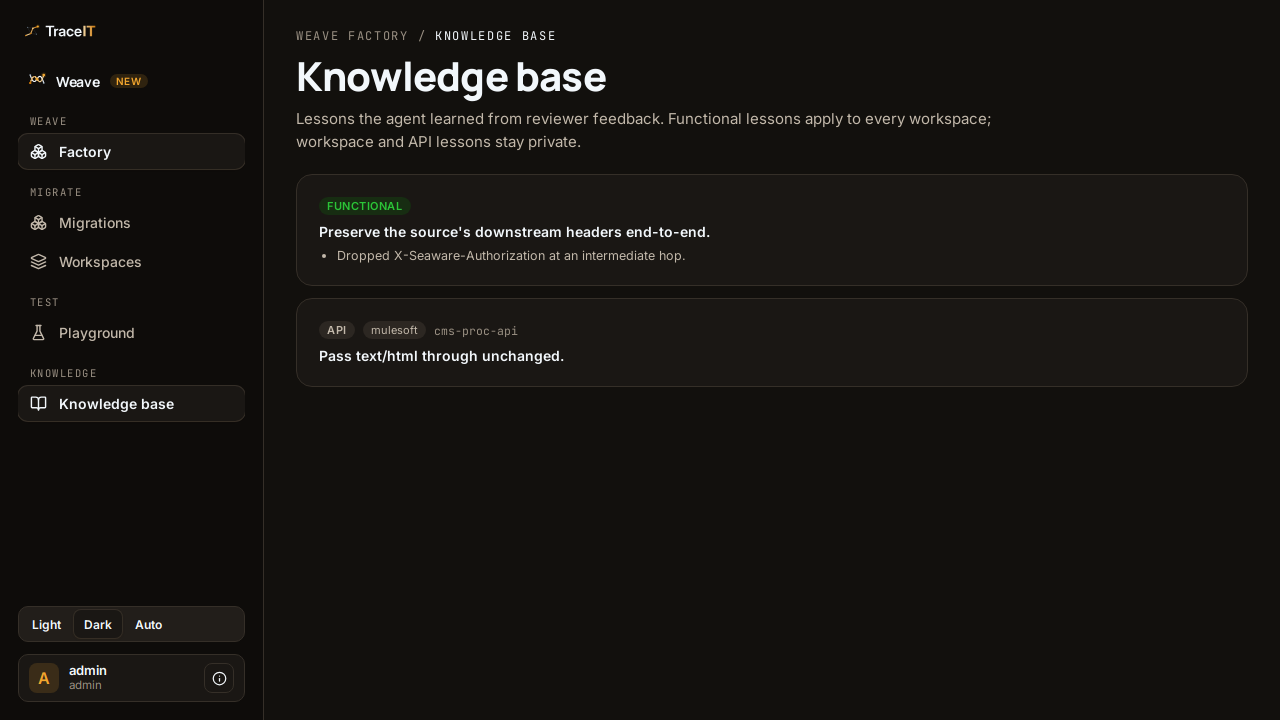 TraceIT
Weave NEW
WEAVE
Factory
MIGRATE
Migrations
Workspaces
TEST
Playground
KNOWLEDGE
Knowledge base
Light Dark Auto
A
admin
admin
WEAVE FACTORY / KNOWLEDGE BASE
Knowledge base
Lessons the agent learned from reviewer feedback. Functional lessons apply to every workspace;
workspace and API lessons stay private.
FUNCTIONAL
Preserve the source's downstream headers end-to-end.
• Dropped X-Seaware-Authorization at an intermediate hop.
API mulesoft cms-proc-api
Pass text/html through unchanged.